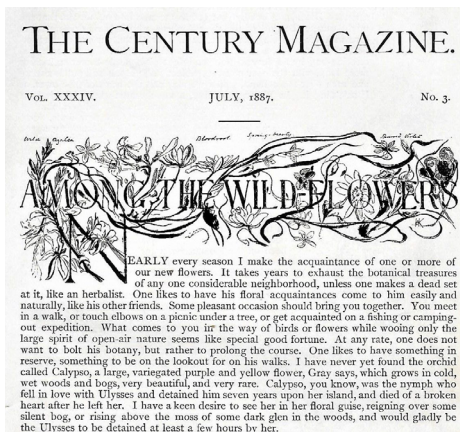 THE CENTURY MAGAZINE.
VOL. XXXIV. JULY, 1887. No. 3.
Wild Azalea Bloodroot Spring-beauty
AMONG THE WILD-FLOWERS
NEARLY every season I make the acquaintance of one or more of
our new flowers. It takes years to exhaust the botanical treasures
of any one considerable neighborhood, unless one makes a dead set
at it, like an herbalist. One likes to have his floral acquaintances come to him easily and
naturally, like his other friends. Some pleasant occasion should bring you together. You meet
in a walk, or touch elbows on a picnic under a tree, or get acquainted on a fishing or camping-
out expedition. What comes to you in the way of birds or flowers while wooing only the
large spirit of open-air nature seems like special good fortune. At any rate, one does not
want to bolt his botany, but rather to prolong the course. One likes to have something in
reserve, something to be on the lookout for on his walks. I have never yet found the orchid
called Calypso, a large, variegated purple and yellow flower, Gray says, which grows in cold,
wet woods and bogs, very beautiful, and very rare. Calypso, you know, was the nymph who
fell in love with Ulysses and detained him seven years upon her island, and died of a broken
heart after he left her. I have a keen desire to see her in her floral guise, reigning over some
silent bog, or rising above the moss of some dark glen in the woods, and would gladly be
the Ulysses to be detained at least a few hours by her.